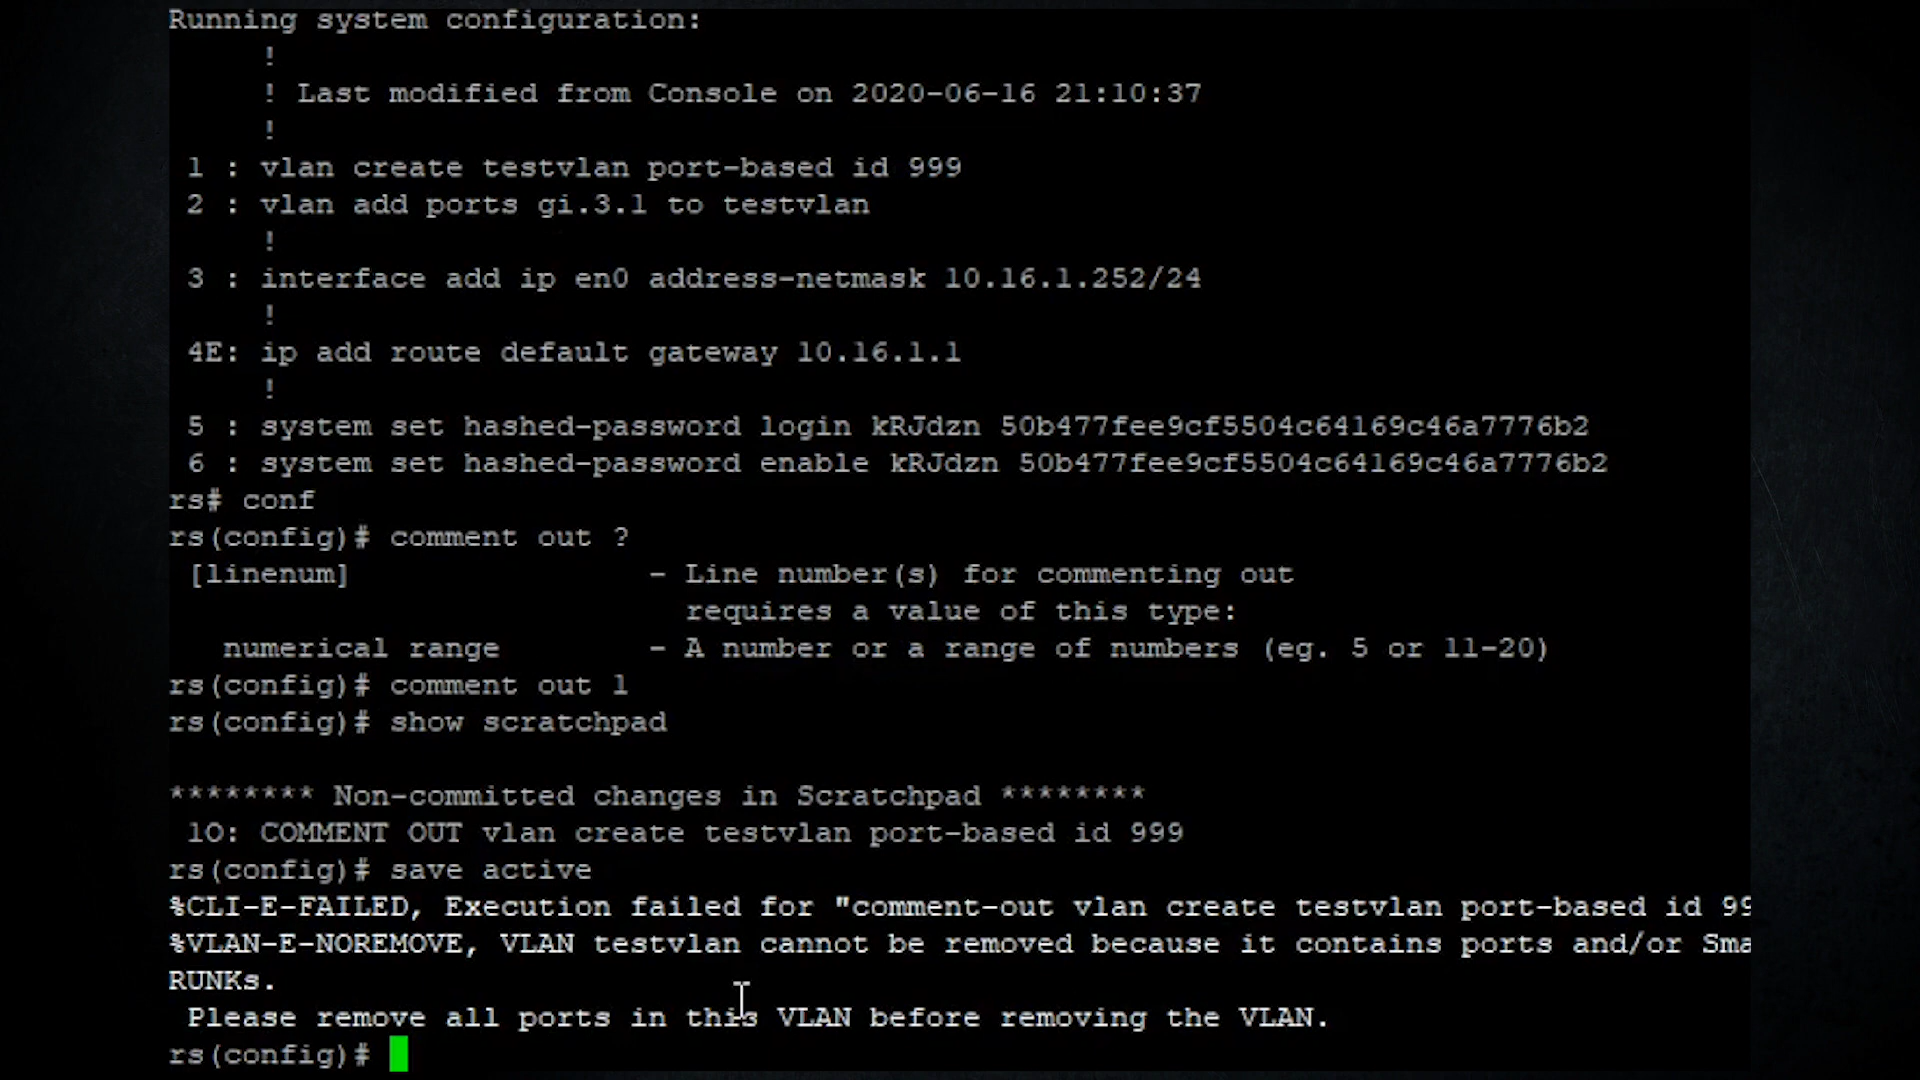 Running system configuration:
!
! Last modified from Console on 2020-06-16 21:10:37
!
1 : vlan create testvlan port-based id 999
2 : vlan add ports gi.3.1 to testvlan
!
3 : interface add ip en0 address-netmask 10.16.1.252/24
!
4E: ip add route default gateway 10.16.1.1
!
5 : system set hashed-password login kRJdzn 50b477fee9cf5504c64169c46a7776b2
6 : system set hashed-password enable kRJdzn 50b477fee9cf5504c64169c46a7776b2
rs# conf
rs(config)# comment out ?
[linenum] - Line number(s) for commenting out
requires a value of this type:
numerical range - A number or a range of numbers (eg. 5 or 11-20)
rs(config)# comment out 1
rs(config)# show scratchpad
******** Non-committed changes in Scratchpad ********
1O: COMMENT OUT vlan create testvlan port-based id 999
rs(config)# save active
%CLI-E-FAILED, Execution failed for "comment-out vlan create testvlan port-based id 99
%VLAN-E-NOREMOVE, VLAN testvlan cannot be removed because it contains ports and/or Sma
RUNKs.
Please remove all ports in this VLAN before removing the VLAN.
rs(config)#